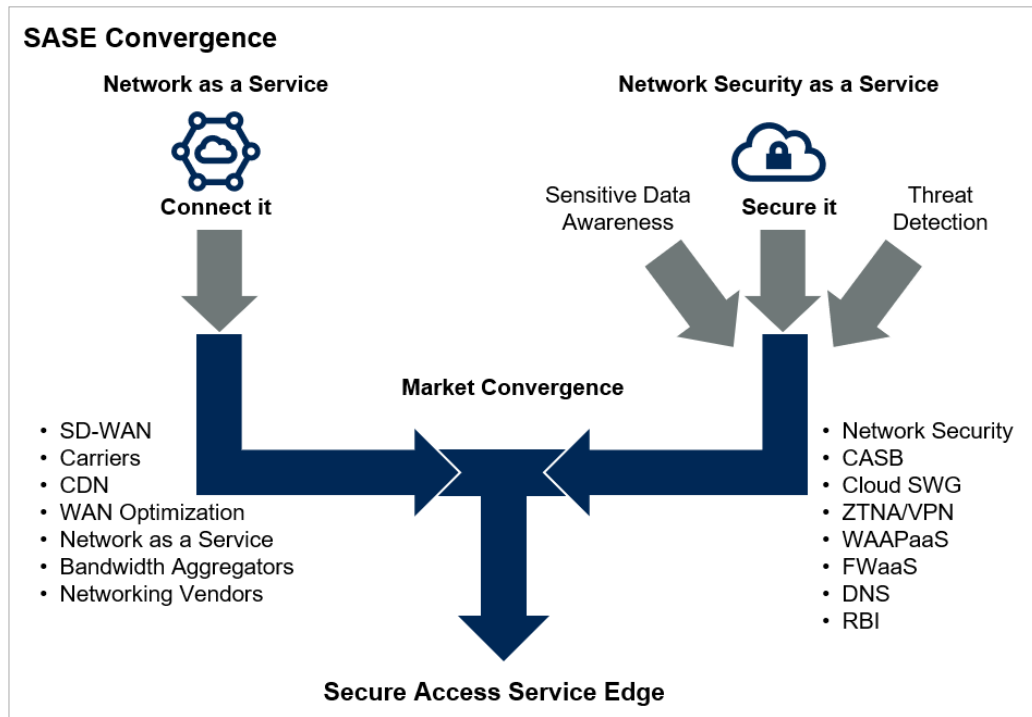 SASE Convergence
Network as a Service
Connect it
Network Security as a Service
Sensitive Data
Awareness
Secure it
Threat
Detection
Market Convergence
• SD-WAN
• Carriers
• CDN
• WAN Optimization
• Network as a Service
• Bandwidth Aggregators
• Networking Vendors
• Network Security
• CASB
• Cloud SWG
• ZTNA/VPN
• WAAPaaS
• FWaaS
• DNS
• RBI
Secure Access Service Edge